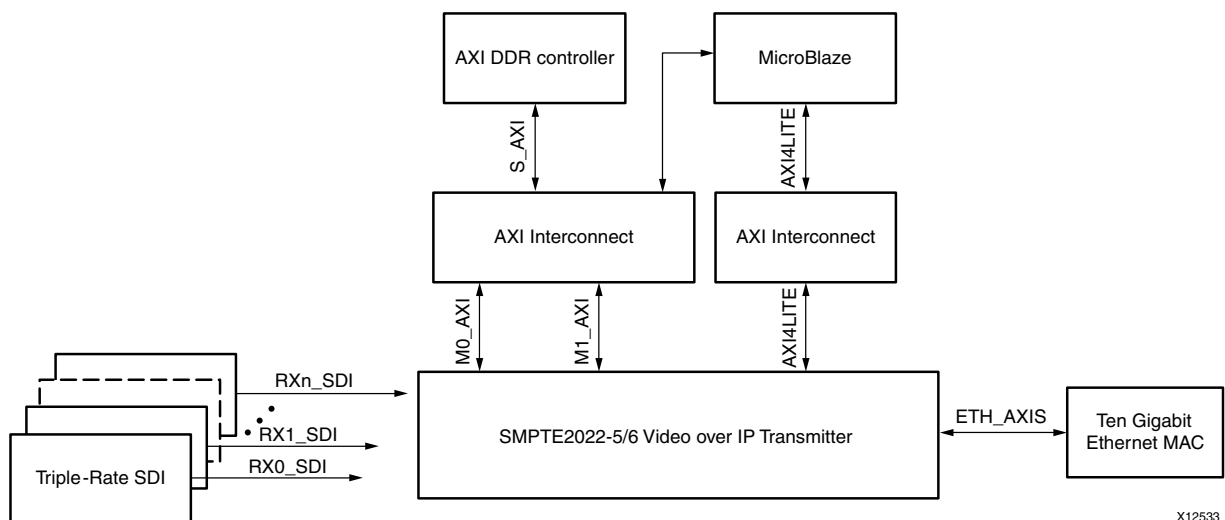 AXI DDR controller
MicroBlaze
S_AXI
AXI4LITE
AXI Interconnect
AXI Interconnect
M0_AXI
M1_AXI
AXI4LITE
RXn_SDI
RX1_SDI
RX0_SDI
Triple-Rate SDI
SMPTE2022-5/6 Video over IP Transmitter
ETH_AXIS
Ten Gigabit
Ethernet MAC
X12533